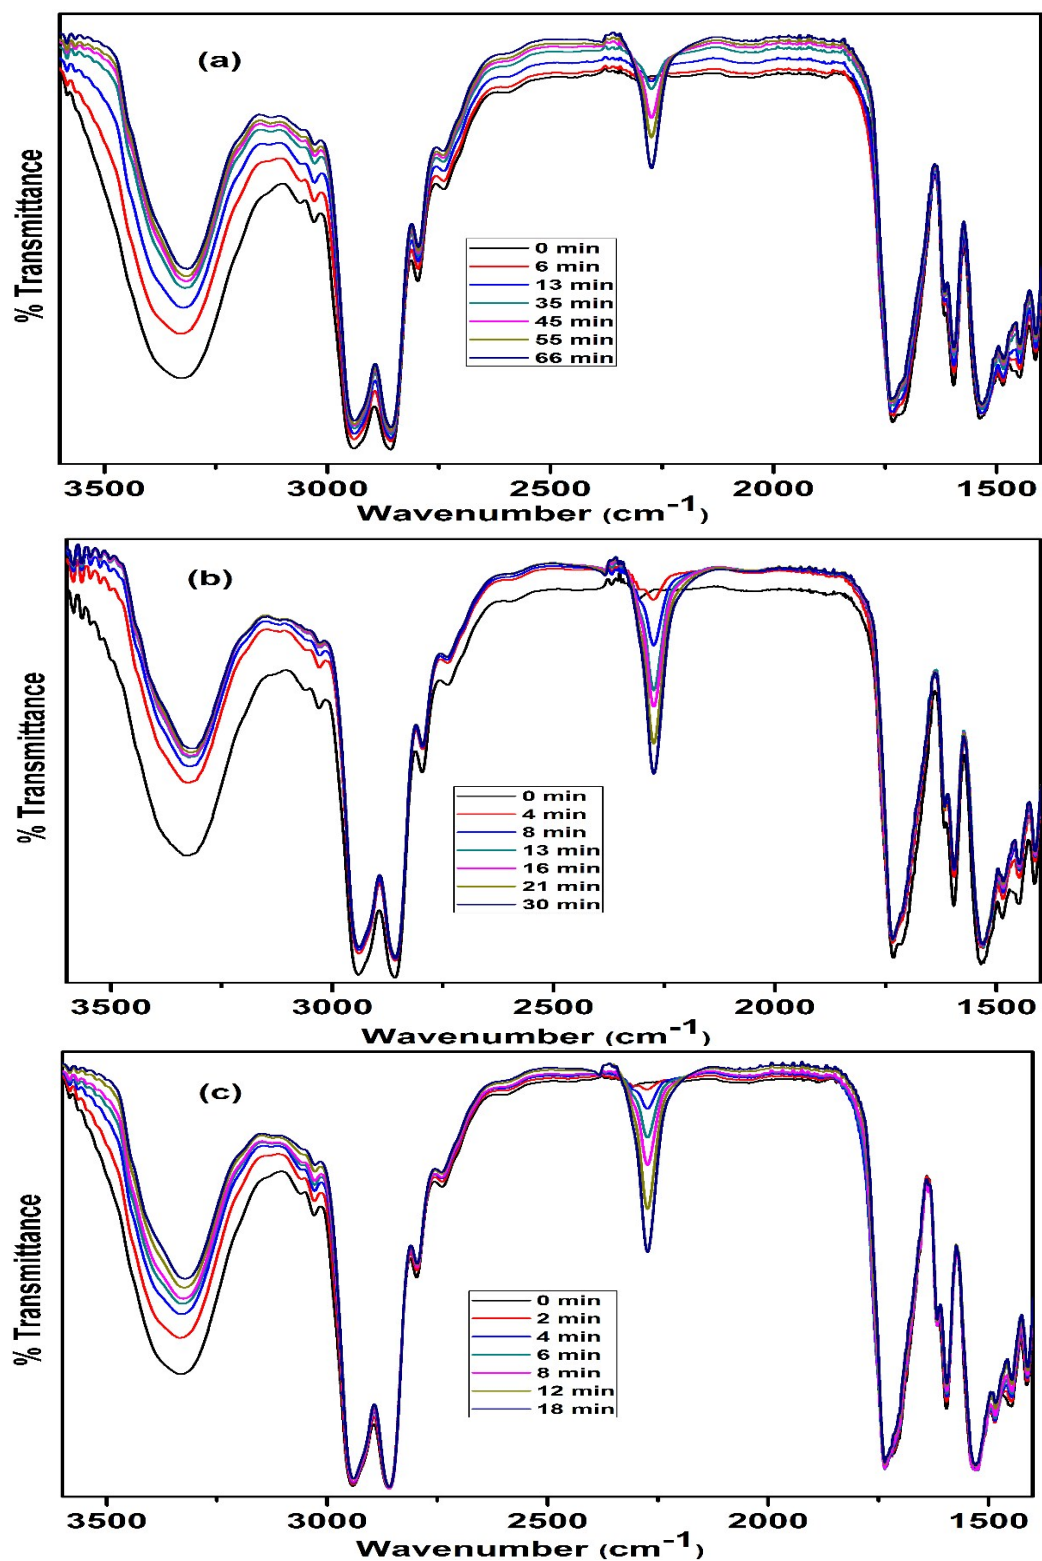 (a)
% Transmittance
0 min
6 min
13 min
35 min
45 min
55 min
66 min
3500 3000 2500 2000 1500
Wavenumber (cm⁻¹)
(b)
% Transmittance
0 min
4 min
8 min
13 min
16 min
21 min
30 min
3500 3000 2500 2000 1500
Wavenumber (cm⁻¹)
(c)
% Transmittance
0 min
2 min
4 min
6 min
8 min
12 min
18 min
3500 3000 2500 2000 1500
Wavenumber (cm⁻¹)